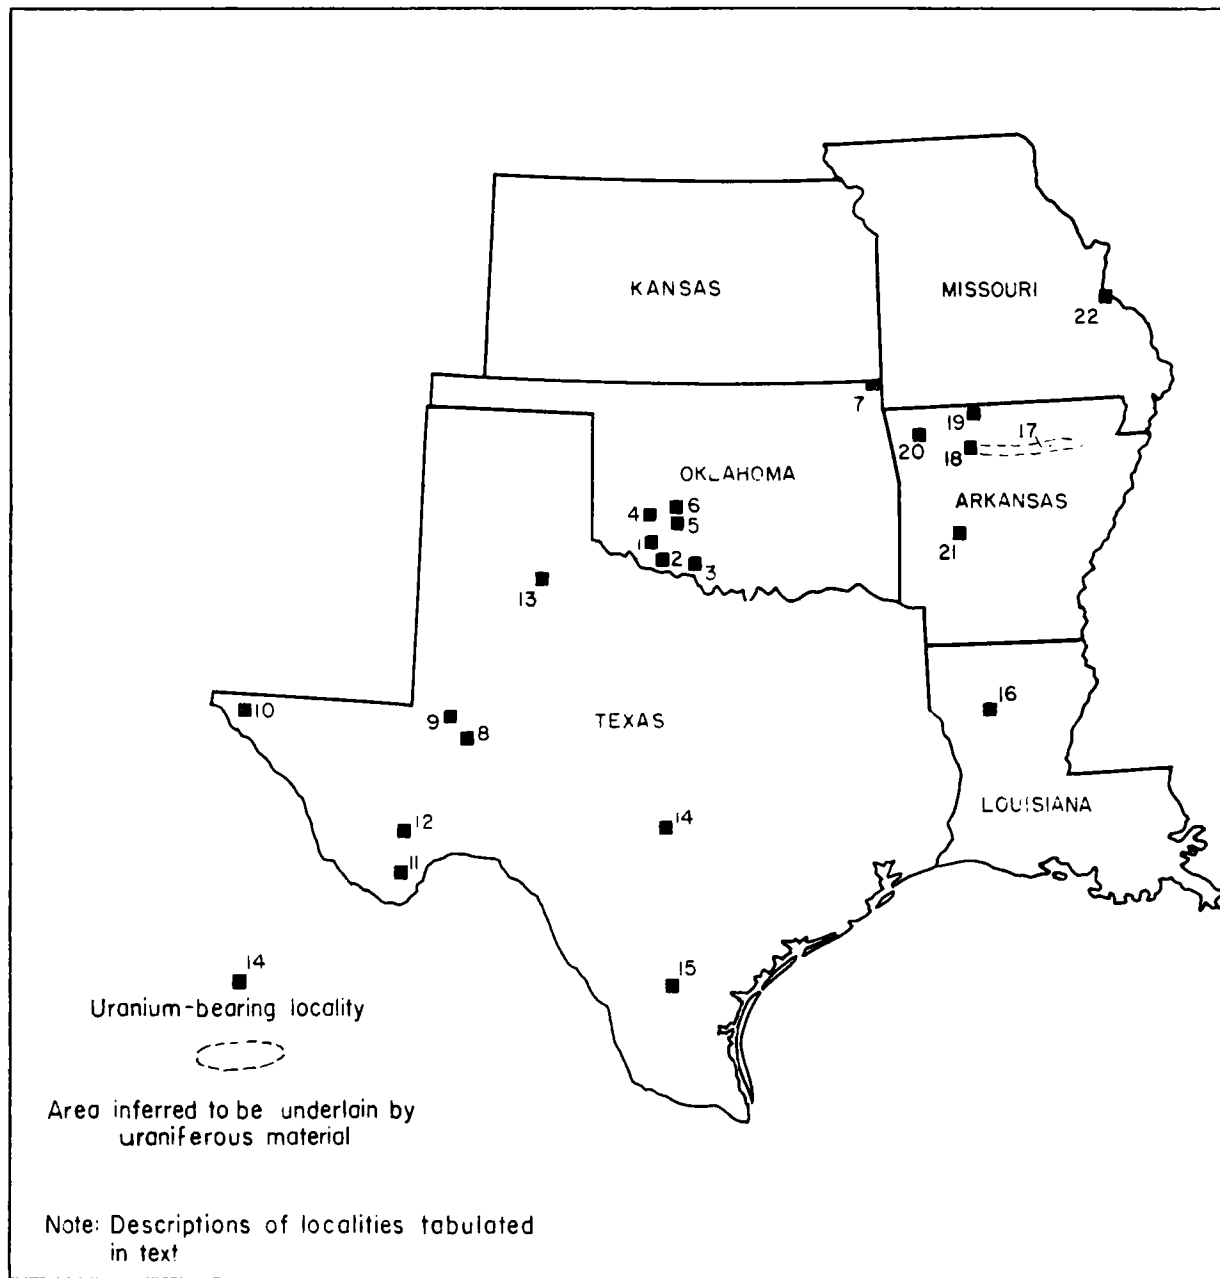 KANSAS
MISSOURI
22
7
19
17
20
18
OKLAHOMA
ARKANSAS
6
4
5
1
21
2
3
13
16
10
9
TEXAS
8
LOUISIANA
12
14
11
14
15
Uranium-bearing locality
Area inferred to be underlain by
uraniferous material
Note: Descriptions of localities tabulated
in text